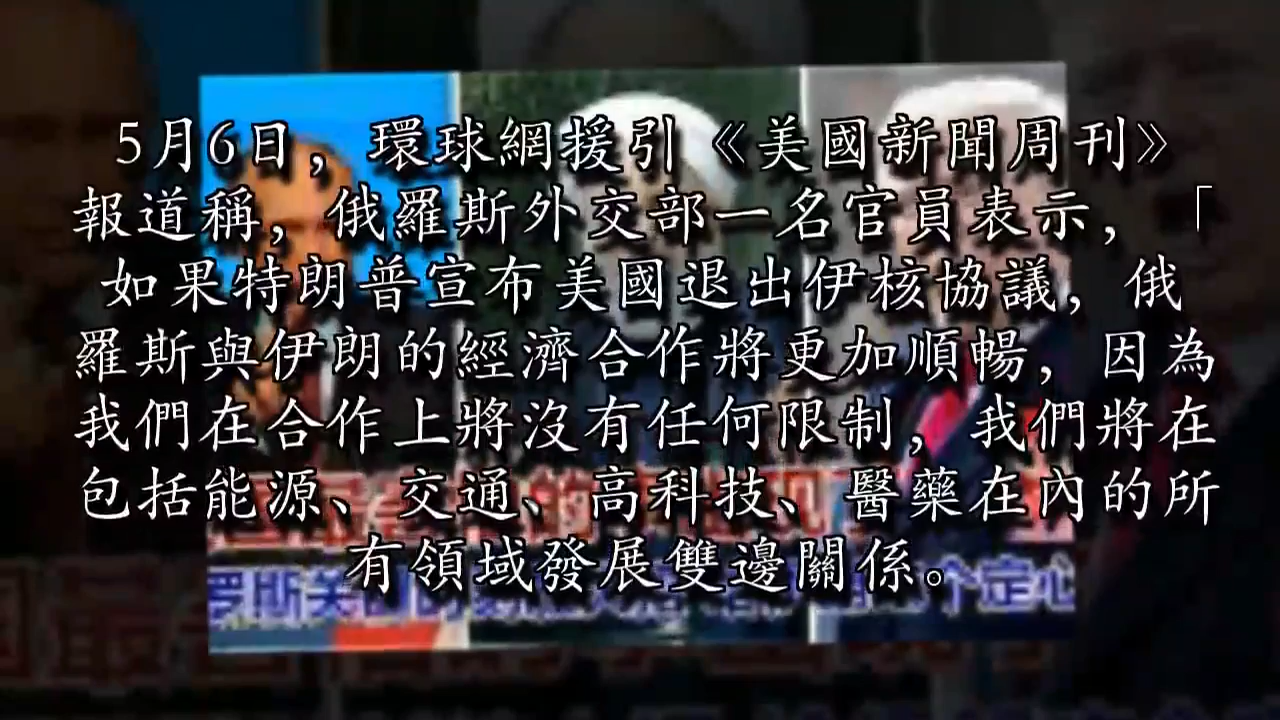 5月6日，環球網援引《美國新聞周刊》
報道稱，俄羅斯外交部一名官員表示，「
如果特朗普宣布美國退出伊核協議，俄
羅斯與伊朗的經濟合作將更加順暢，因為
我們在合作上將沒有任何限制，我們將在
包括能源、交通、高科技、醫藥在內的所
有領域發展雙邊關係。
个定心